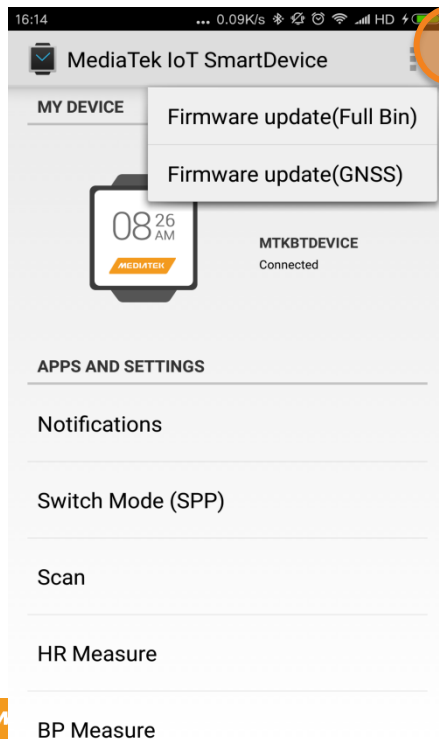 16:14 ... 0.09K/s HD
MediaTek IoT SmartDevice
MY DEVICE
Firmware update(Full Bin)
Firmware update(GNSS)
08 26
AM
MEDIATEK
MTKBTDEVICE
Connected
APPS AND SETTINGS
Notifications
Switch Mode (SPP)
Scan
HR Measure
BP Measure